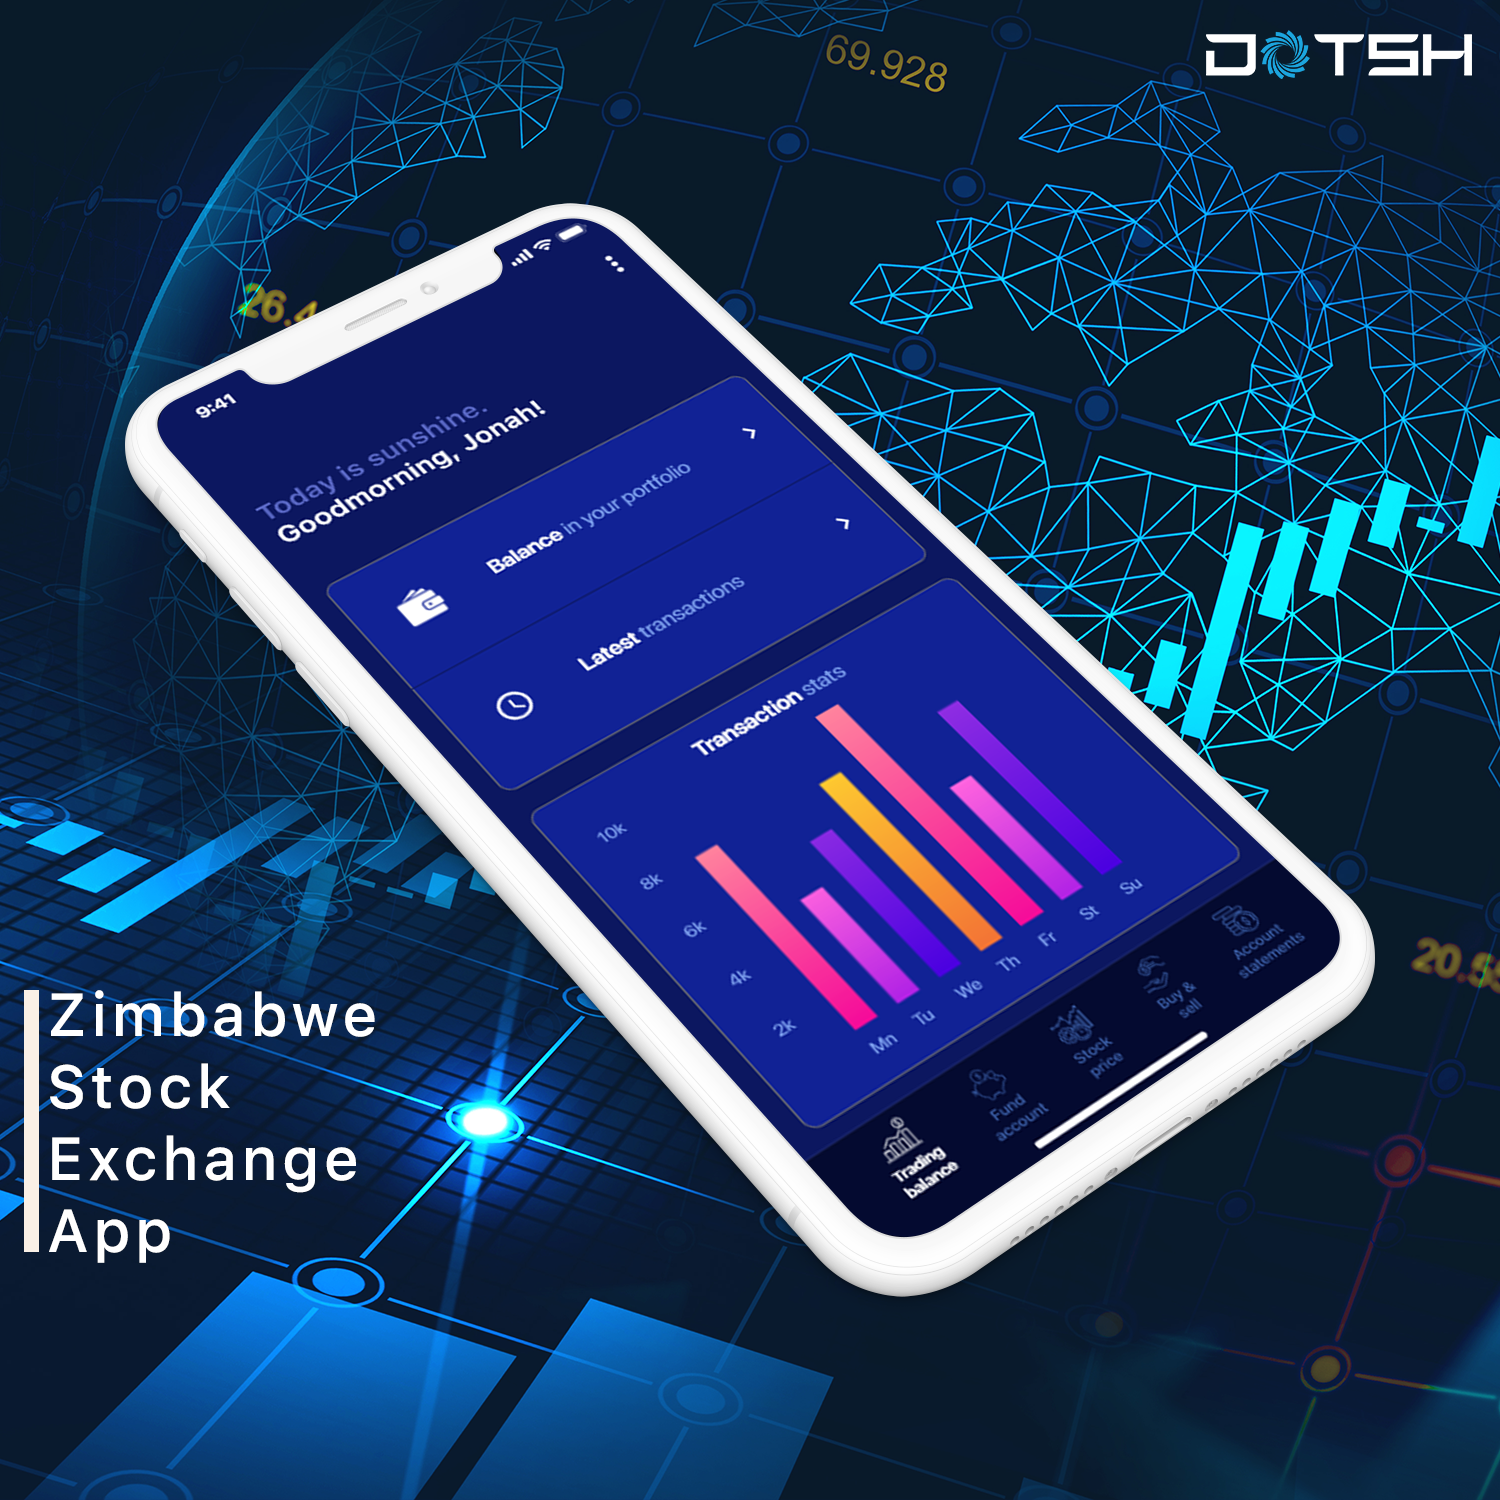 DOTSH
69.928
26.4
9:41
Today is sunshine.
Goodmorning, Jonah!
Balance in your portfolio
Latest transactions
Transaction stats
10k
8k
6k
4k
2k
Mn
Tu
We
Th
Fr
St
Su
Trading
balance
Fund
account
Stock
price
Buy &
sell
Account
statements
Zimbabwe
Stock
Exchange
App